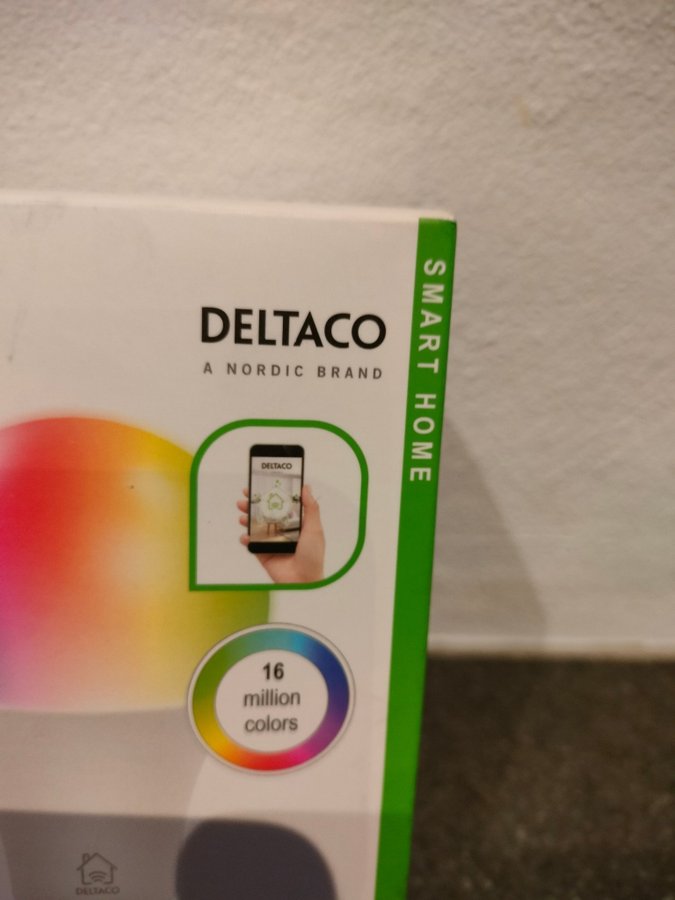 DELTACO
A NORDIC BRAND
SMART HOME
DELTACO
16
million
colors
DELTACO